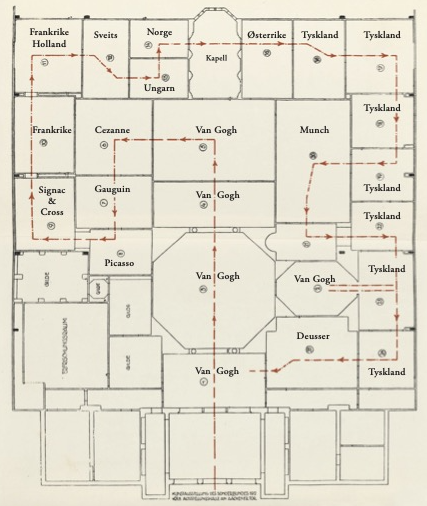 Frankrike
Holland
Sveits
Norge
Ungarn
Kapell
Østerrike
Tyskland
Tyskland
Frankrike
Cezanne
Van Gogh
Munch
Tyskland
Signac
&
Cross
Gauguin
Van Gogh
Tyskland
Tyskland
Picasso
Van Gogh
Van Gogh
Tyskland
Deusser
Van Gogh
Tyskland